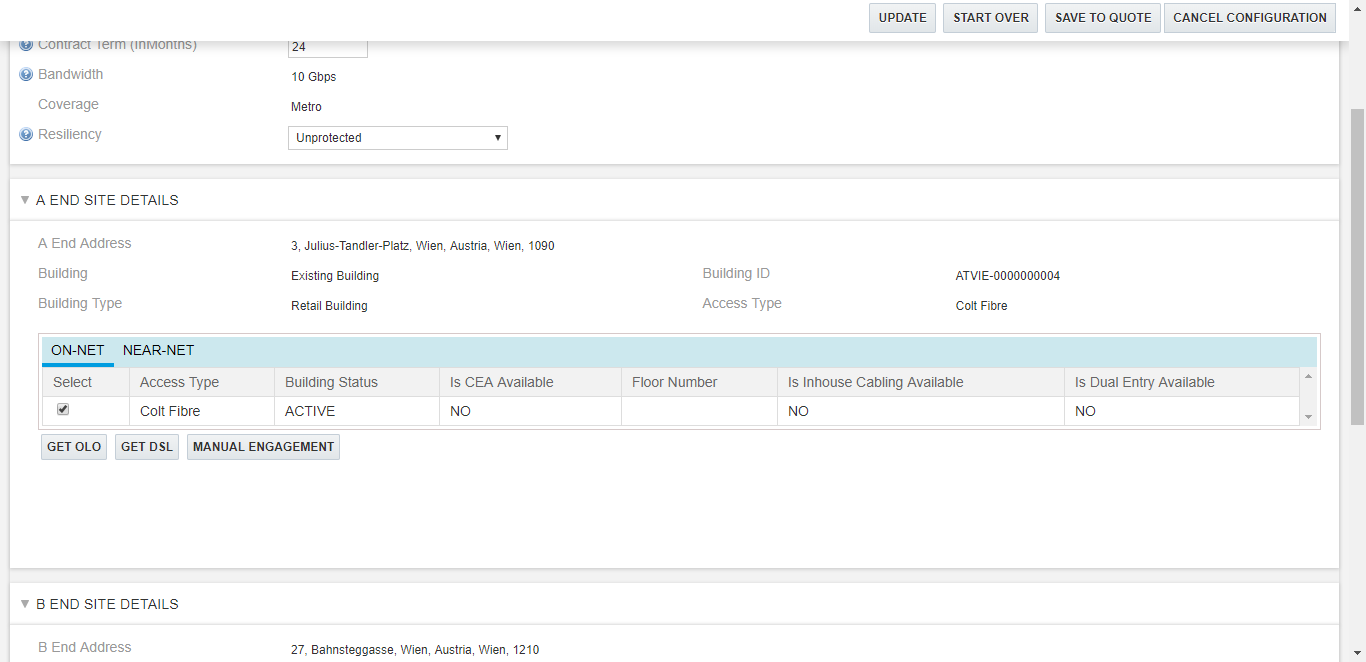 UPDATE START OVER SAVE TO QUOTE CANCEL CONFIGURATION
Contract Term (InMonths) 24
Bandwidth 10 Gbps
Coverage Metro
Resiliency Unprotected
A END SITE DETAILS
A End Address 3, Julius-Tandler-Platz, Wien, Austria, Wien, 1090
Building Existing Building Building ID ATVIE-0000000004
Building Type Retail Building Access Type Colt Fibre
ON-NET NEAR-NET
Select Access Type Building Status Is CEA Available Floor Number Is Inhouse Cabling Available Is Dual Entry Available
Colt Fibre ACTIVE NO NO NO
GET OLO GET DSL MANUAL ENGAGEMENT
B END SITE DETAILS
B End Address 27, Bahnsteggasse, Wien, Austria, Wien, 1210